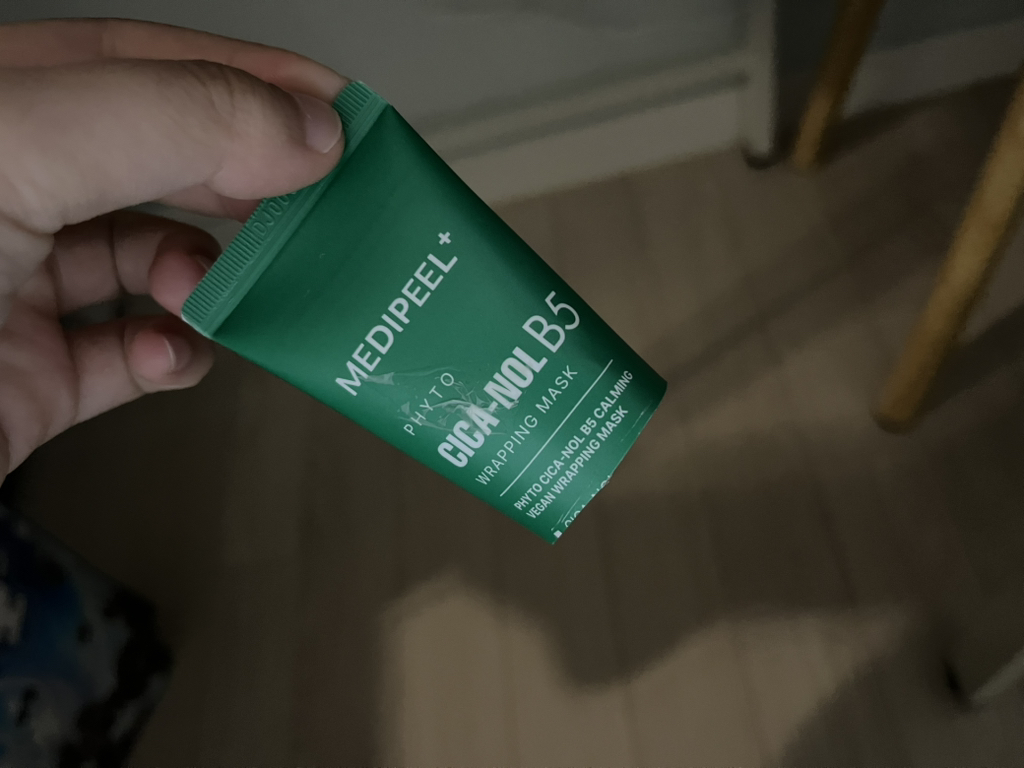 MEDIPEEL+
PHYTO
CICA-NOL B5
WRAPPING MASK
PHYTO CICA-NOL B5 CALMING
VEGAN WRAPPING MASK